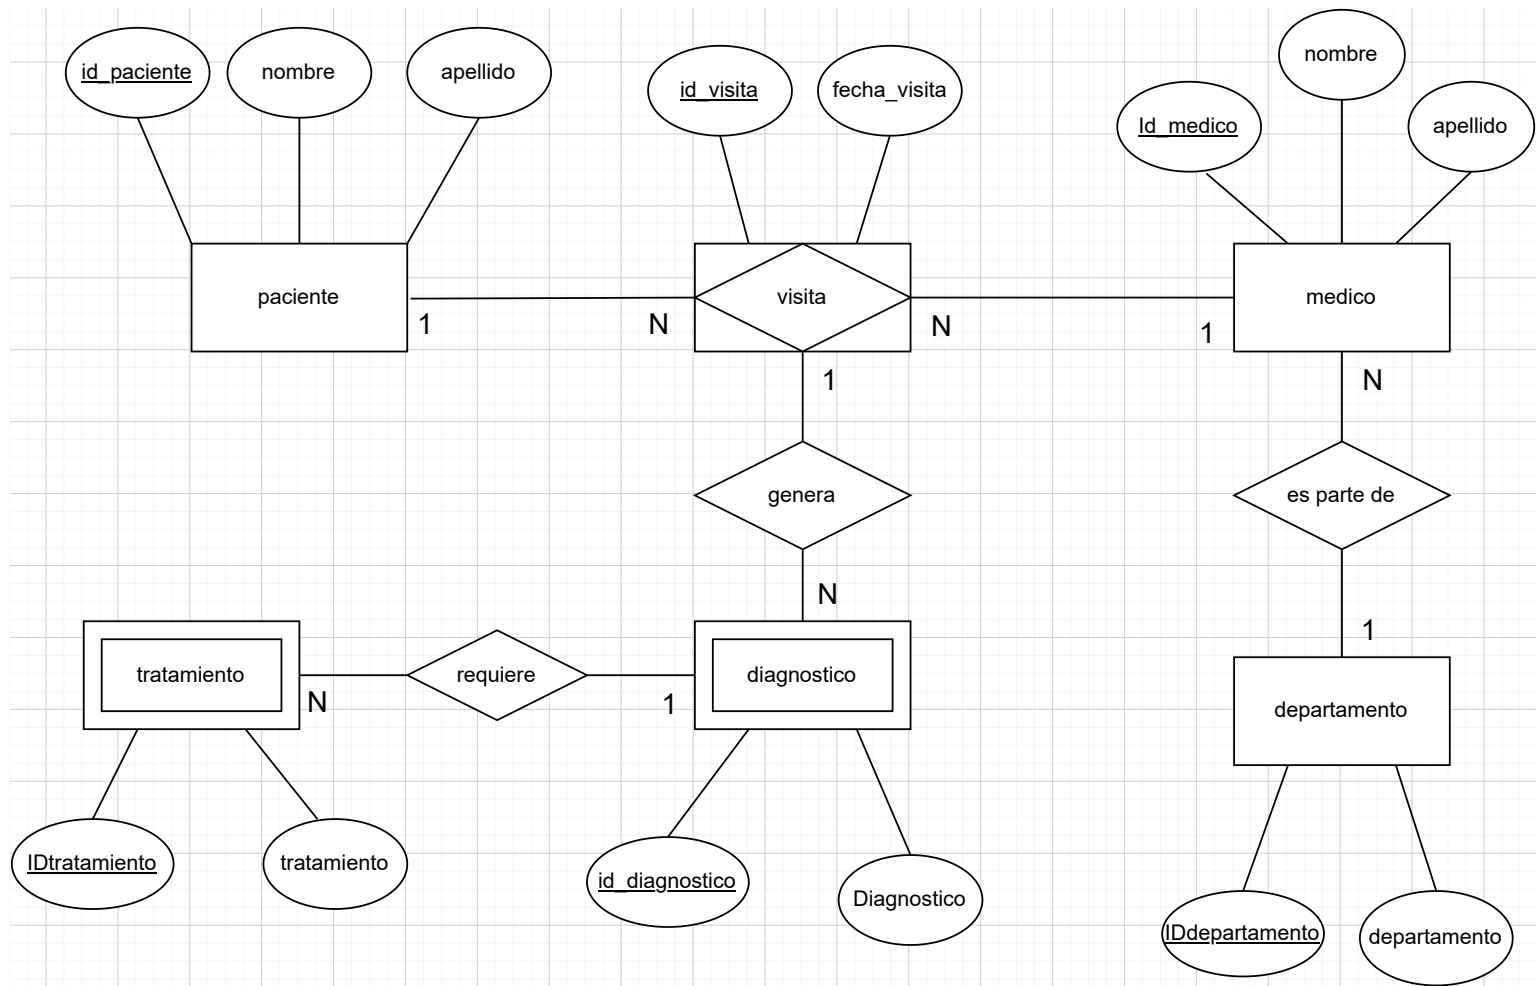 nombre
id_paciente
nombre
apellido
id_visita
fecha_visita
Id_medico
apellido
paciente
visita
medico
1
N
N
1
1
N
genera
es parte de
N
1
tratamiento
requiere
diagnostico
N
1
departamento
IDtratamiento
tratamiento
id_diagnostico
Diagnostico
IDdepartamento
departamento